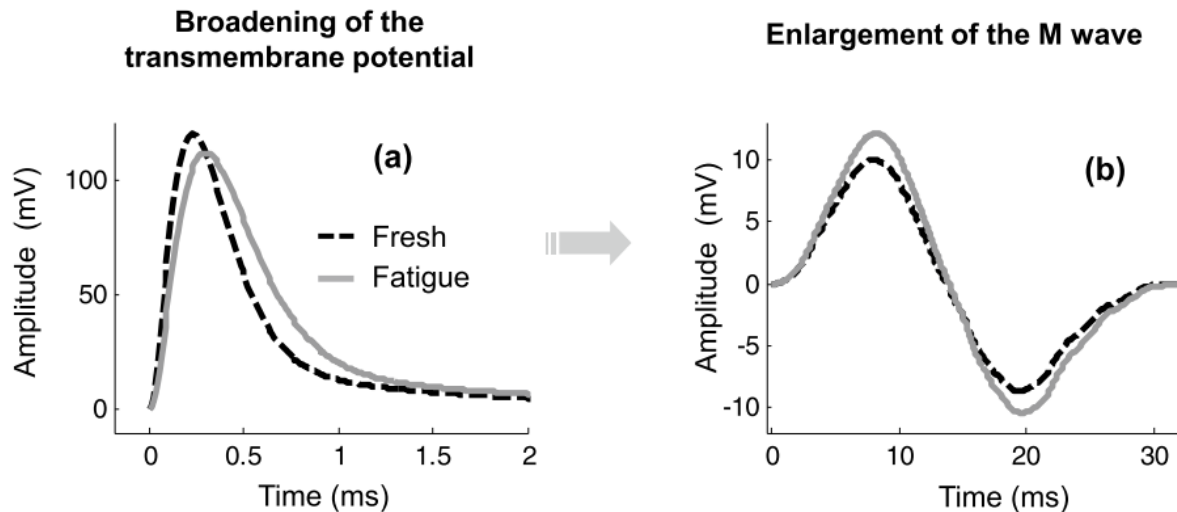 Broadening of the
transmembrane potential
Amplitude (mV)
100
50
0
(a)
Fresh
Fatigue
0
0.5
1
1.5
2
Time (ms)
Enlargement of the M wave
Amplitude (mV)
10
5
0
-5
-10
(b)
0
10
20
30
Time (ms)